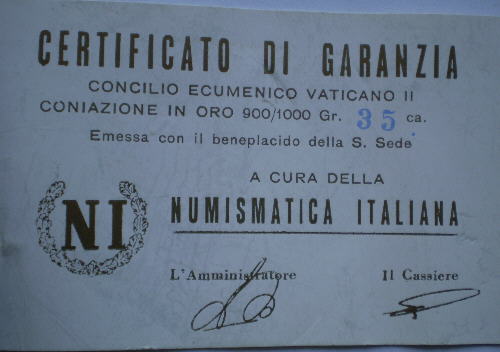 CERTIFICATO DI GARANZIA
CONCILIO ECUMENICO VATICANO II
CONIAZIONE IN ORO 900/1000 Gr. 35 ca.
Emessa con il beneplacido della S. Sede
A CURA DELLA
NI
NUMISMATICA ITALIANA
L'Amministratore Il Cassiere